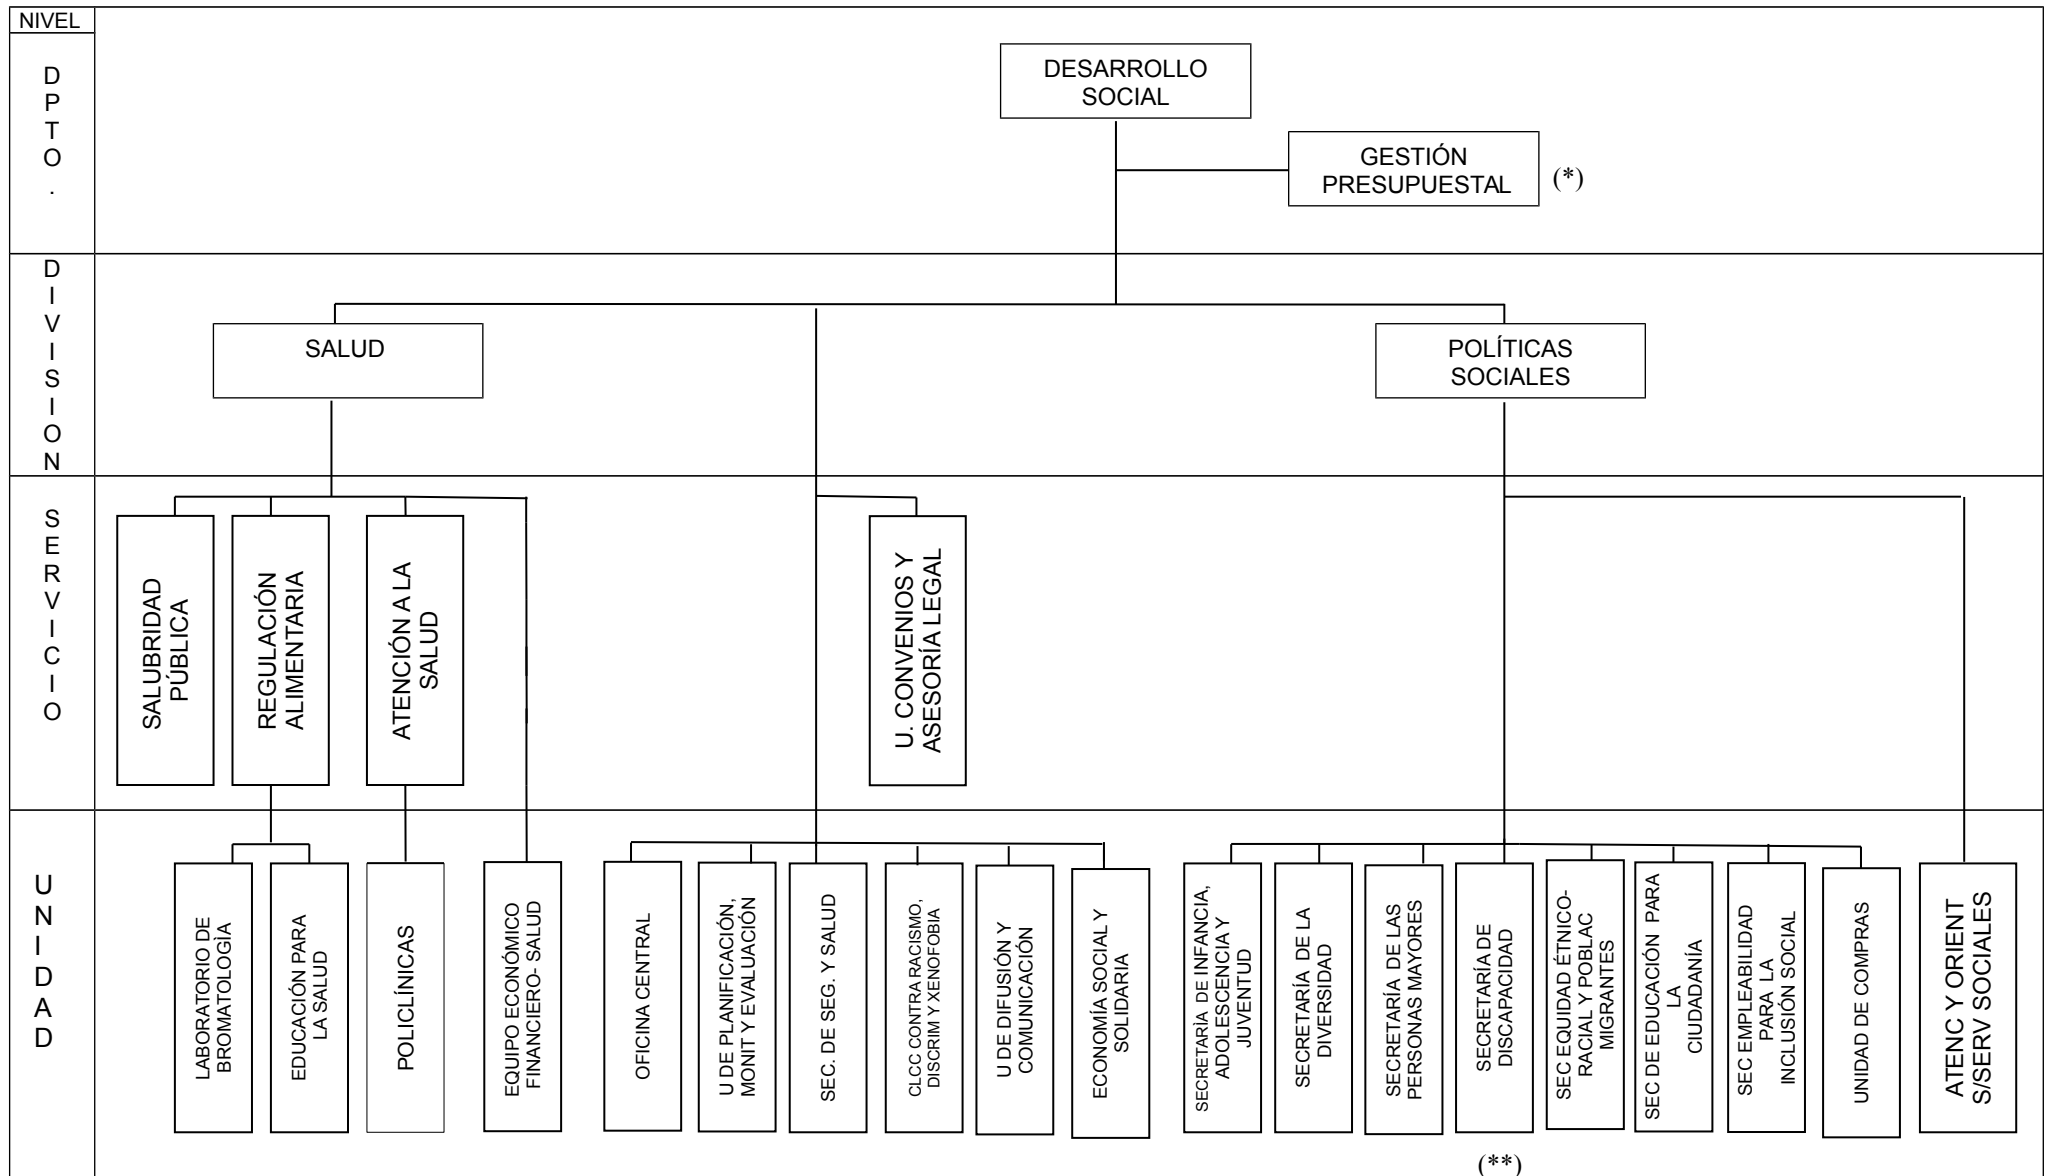 NIVEL
D
P
T
O
.
DESARROLLO
SOCIAL
GESTIÓN
PRESUPUESTAL
(*)
D
I
V
I
S
I
O
N
SALUD
POLÍTICAS
SOCIALES
S
E
R
V
I
C
I
O
SALUBRIDAD
PÚBLICA
REGULACIÓN
ALIMENTARIA
ATENCIÓN A LA
SALUD
U. CONVENIOS Y
ASESORÍA LEGAL
U
N
I
D
A
D
LABORATORIO DE
BROMATOLOGÌA
EDUCACIÓN PARA
LA SALUD
POLICLÍNICAS
EQUIPO ECONÓMICO
FINANCIERO- SALUD
OFICINA CENTRAL
U DE PLANIFICACIÓN,
MONIT Y EVALUACIÓN
SEC. DE SEG. Y SALUD
CLCC CONTRA RACISMO,
DISCRIM Y XENOFOBIA
U DE DIFUSIÓN Y
COMUNICACIÓN
ECONOMÍA SOCIAL Y
SOLIDARIA
SECRETARÌA DE INFANCIA,
ADOLESCENCIA Y
JUVENTUD
SECRETARÍA DE LA
DIVERSIDAD
SECRETARÍA DE LAS
PERSONAS MAYORES
SECRETARÍA DE
DISCAPACIDAD
SEC EQUIDAD ÉTNICO-
RACIAL Y POBLAC
MIGRANTES
SEC DE EDUCACIÓN PARA
LA
CIUDADANÍA
SEC EMPLEABILIDAD
PARA LA
INCLUSIÓN SOCIAL
UNIDAD DE COMPRAS
ATENC Y ORIENT
S/SERV SOCIALES
(**)